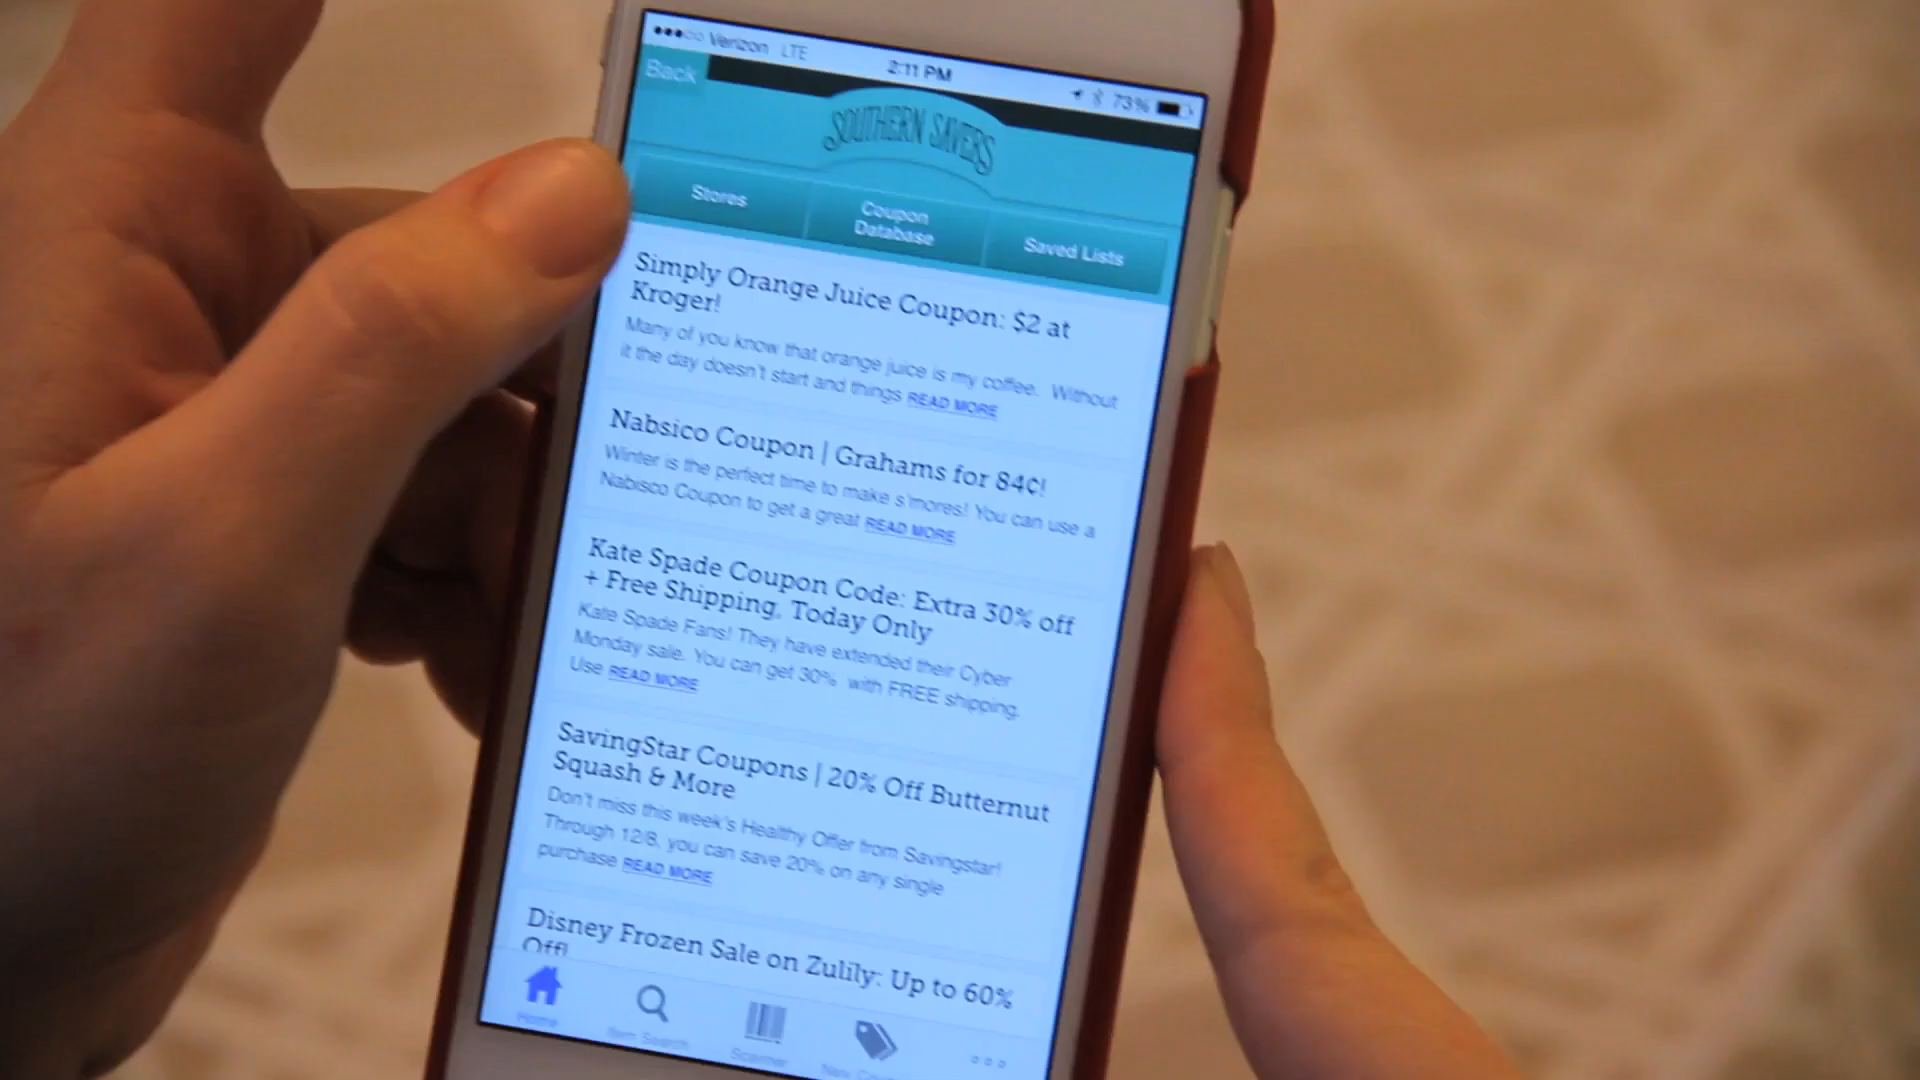 Verizon LTE 2:11 PM 73%
Back
SOUTHERN SAVERS
Stores
Coupon
Database
Saved Lists
Simply Orange Juice Coupon: $2 at
Kroger!
Many of you know that orange juice is my coffee. Without
it the day doesn't start and things READ MORE
Nabsico Coupon | Grahams for 84¢!
Winter is the perfect time to make s'mores! You can use a
Nabisco Coupon to get a great READ MORE
Kate Spade Coupon Code: Extra 30% off
+ Free Shipping, Today Only
Kate Spade Fans! They have extended their Cyber
Monday sale. You can get 30% with FREE shipping.
Use READ MORE
SavingStar Coupons | 20% Off Butternut
Squash & More
Don't miss this week's Healthy Offer from Savingstar!
Through 12/8, you can save 20% on any single
purchase READ MORE
Disney Frozen Sale on Zulily: Up to 60%
Off!
Home
Item Search
Scanner
New